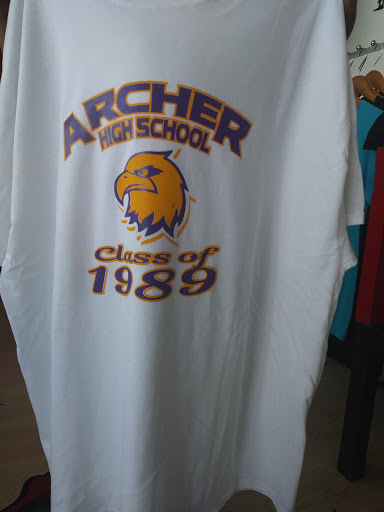 ARCHER
HIGH SCHOOL
Class of
1989